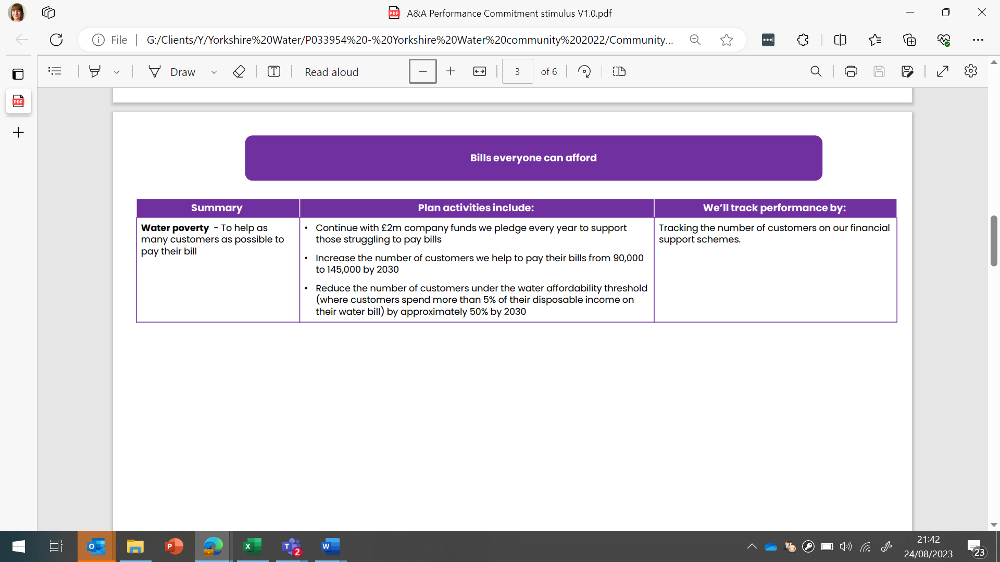 A&A Performance Commitment stimulus V1.0.pdf
File
G:/Clients/Y/Yorkshire%20Water/P033954%20-%20Yorkshire%20Water%20community%202022/Community...
Draw
Read aloud
3
of 6
Bills everyone can afford
Summary
Plan activities include:
We'll track performance by:
Water poverty - To help as
many customers as possible to
pay their bill
• Continue with £2m company funds we pledge every year to support
those struggling to pay bills
• Increase the number of customers we help to pay their bills from 90,000
to 145,000 by 2030
• Reduce the number of customers under the water affordability threshold
(where customers spend more than 5% of their disposable income on
their water bill) by approximately 50% by 2030
Tracking the number of customers on our financial
support schemes.
21:42
24/08/2023
2
23